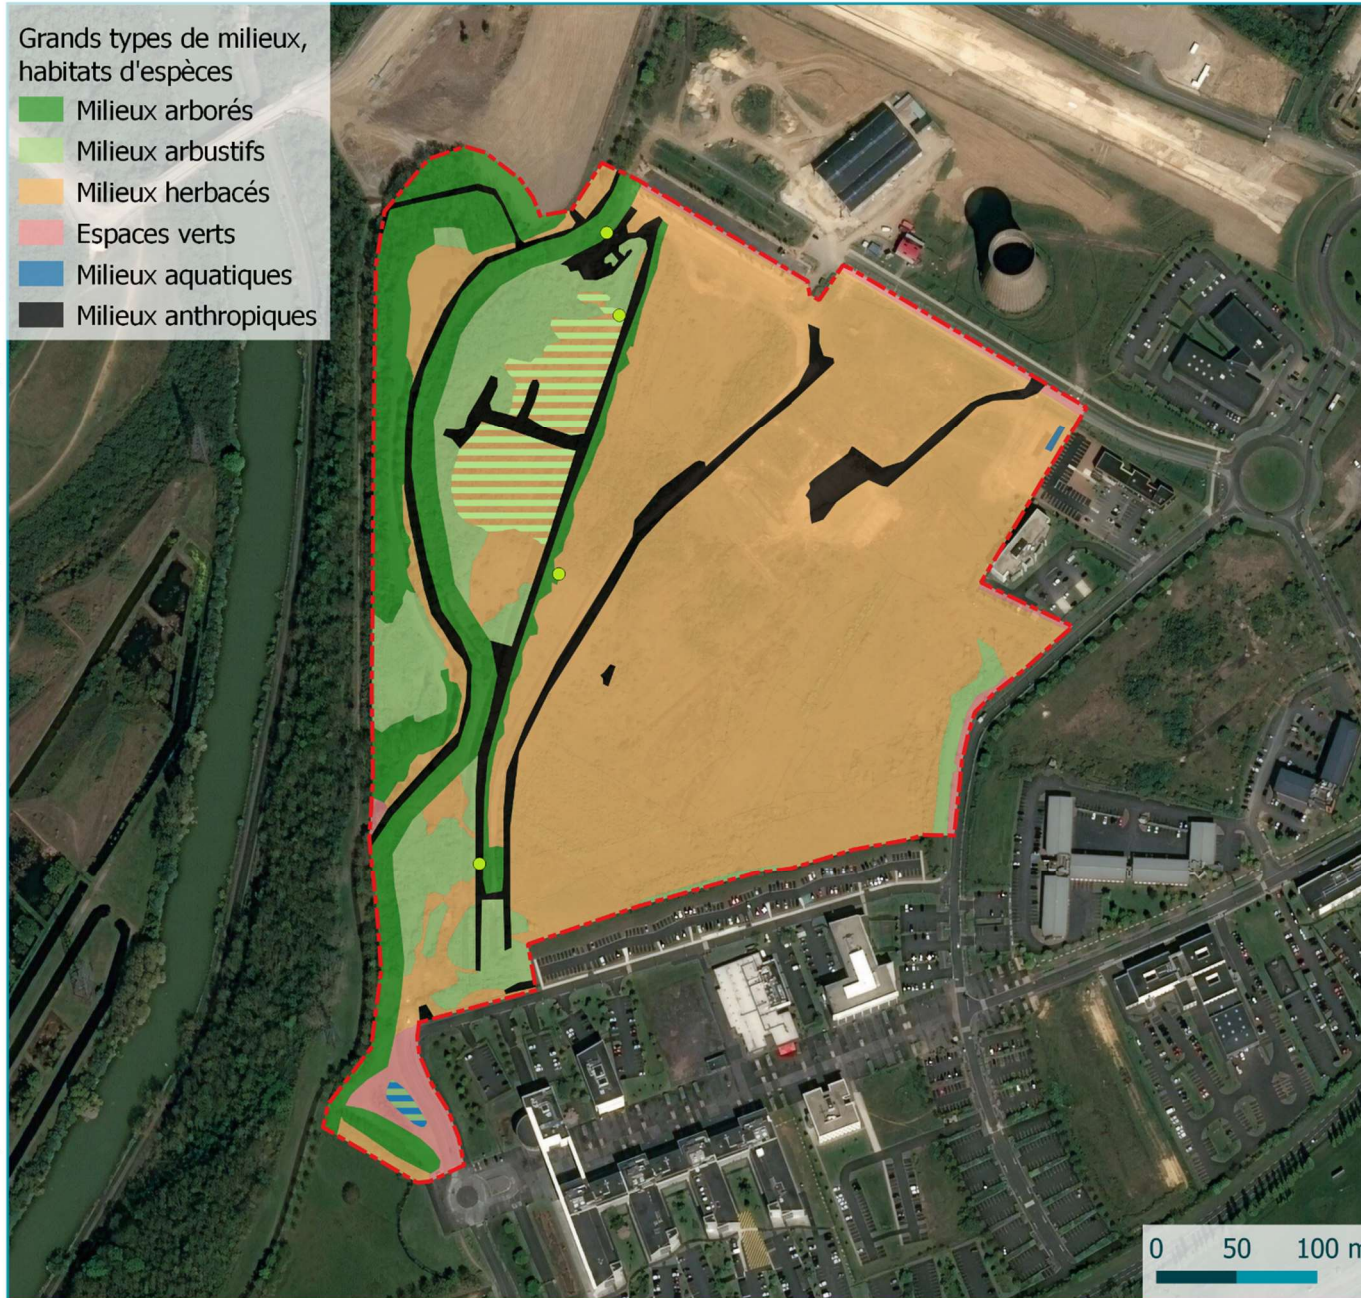 Grands types de milieux,
habitats d'espèces
Milieux arborés
Milieux arbustifs
Milieux herbacés
Espaces verts
Milieux aquatiques
Milieux anthropiques
0 50 100 m